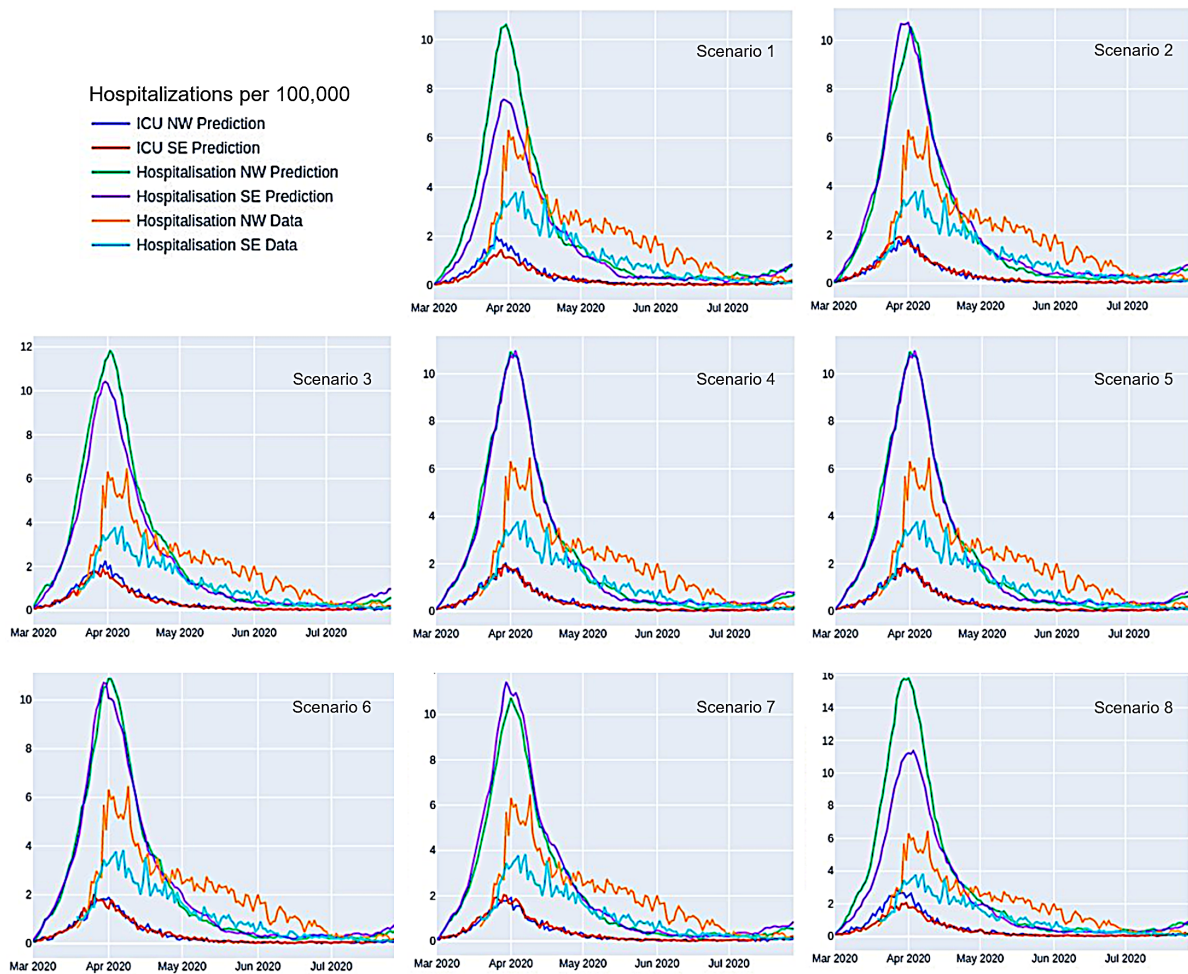 Hospitalizations per 100,000
ICU NW Prediction
ICU SE Prediction
Hospitalisation NW Prediction
Hospitalisation SE Prediction
Hospitalisation NW Data
Hospitalisation SE Data
Scenario 1
10
8
6
4
2
0
Mar 2020 Apr 2020 May 2020 Jun 2020 Jul 2020
Scenario 2
10
8
6
4
2
0
Mar 2020 Apr 2020 May 2020 Jun 2020 Jul 2020
Scenario 3
12
10
8
6
4
2
0
Mar 2020 Apr 2020 May 2020 Jun 2020 Jul 2020
Scenario 4
10
8
6
4
2
0
Mar 2020 Apr 2020 May 2020 Jun 2020 Jul 2020
Scenario 5
10
8
6
4
2
0
Mar 2020 Apr 2020 May 2020 Jun 2020 Jul 2020
Scenario 6
10
8
6
4
2
0
Mar 2020 Apr 2020 May 2020 Jun 2020 Jul 2020
Scenario 7
10
8
6
4
2
0
Mar 2020 Apr 2020 May 2020 Jun 2020 Jul 2020
Scenario 8
16
14
12
10
8
6
4
2
0
Mar 2020 Apr 2020 May 2020 Jun 2020 Jul 2020